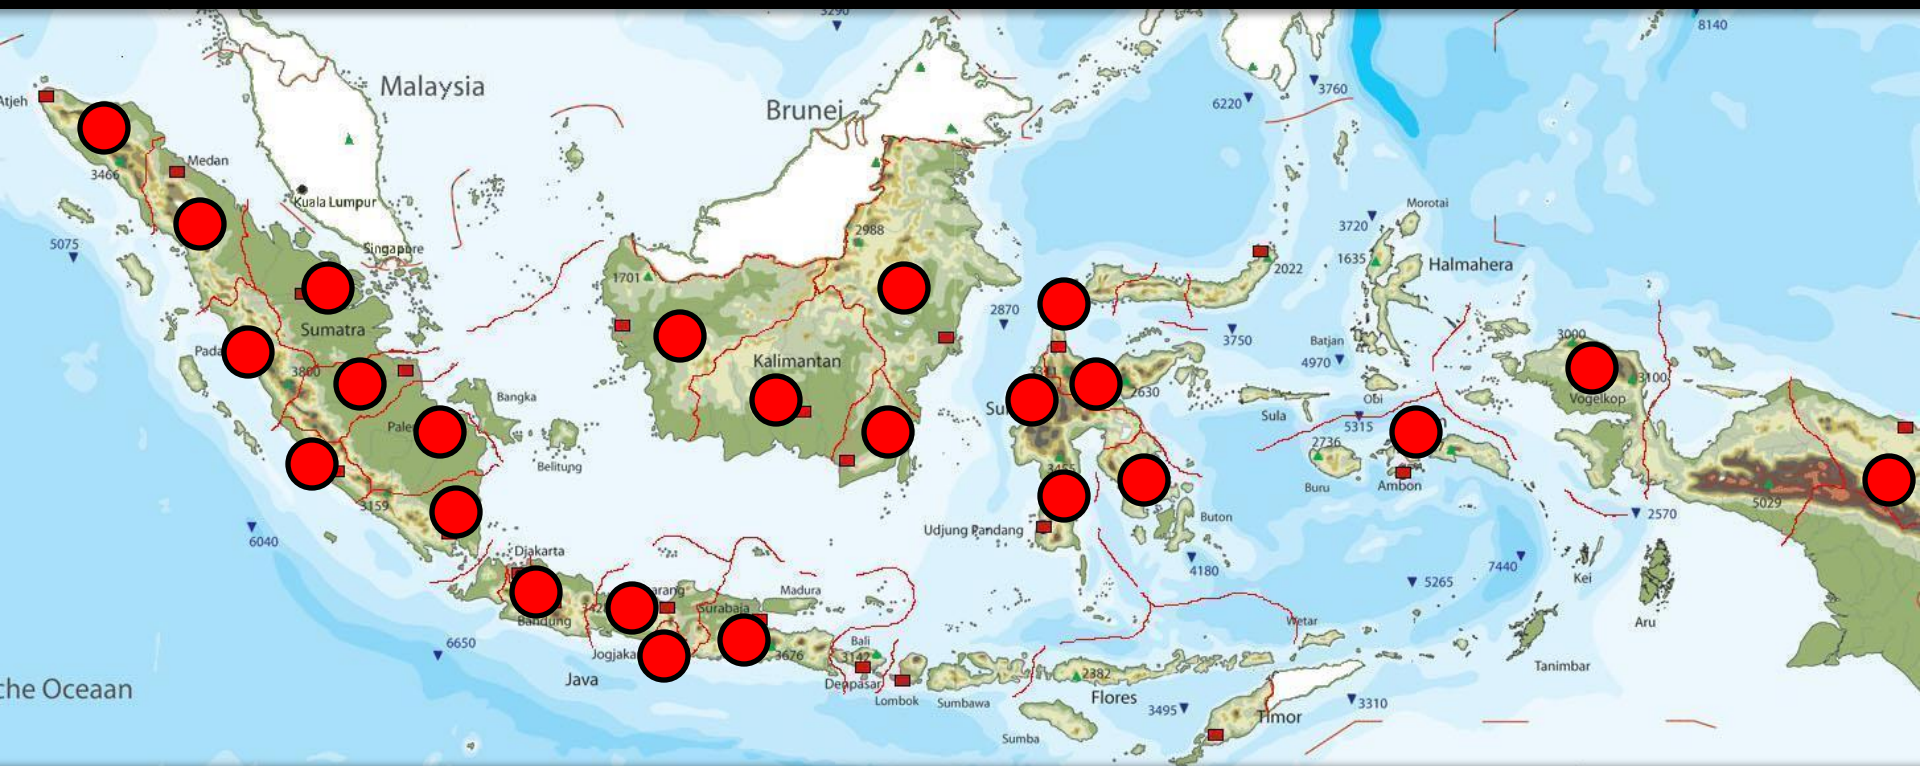 3290
8140
Malaysia
3760
6220
Brunei
Atjeh
Medan
3466
Kuala Lumpur
Morotai
3720
2988
5075
Singapore
1635
Halmahera
1701
2022
2870
Sumatra
3000
3750
Batjan
4970
Kalimantan
3800
3100
2630
Bangka
Obi
Vogelkop
Sula
5315
2736
Belitung
3455
Buru
Ambon
5029
3159
Buton
2570
Udjung Pandang
6040
Djakarta
4180
7440
Kei
5265
Madura
Surabaja
Bandung
Wetar
Aru
6650
Bali
3676
3142
Tanimbar
Java
2382
Denpasar
che Oceaan
Lombok
Sumbawa
Flores
3495
3310
Timor
Sumba